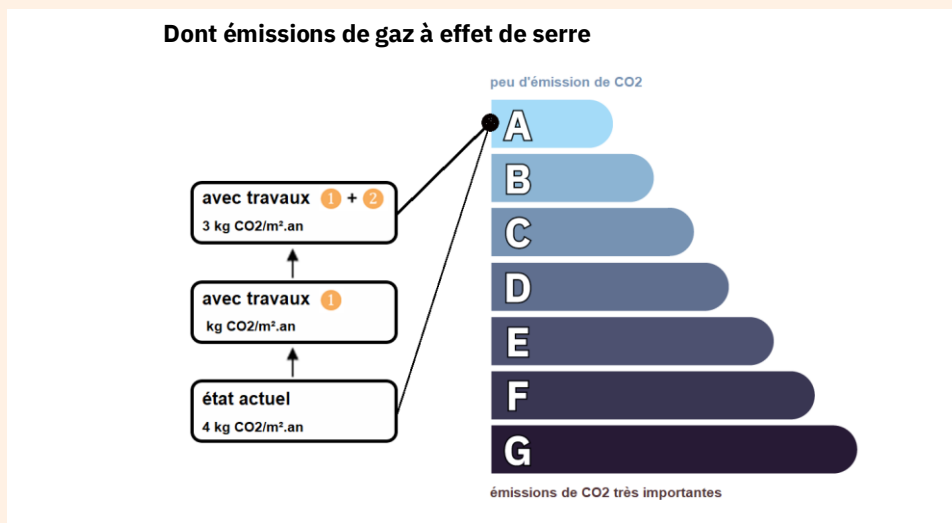 Dont émissions de gaz à effet de serre
peu d'émission de CO2
A
B
C
D
E
F
G
émissions de CO2 très importantes
avec travaux 1 + 2
3 kg CO2/m².an
avec travaux 1
kg CO2/m².an
état actuel
4 kg CO2/m².an